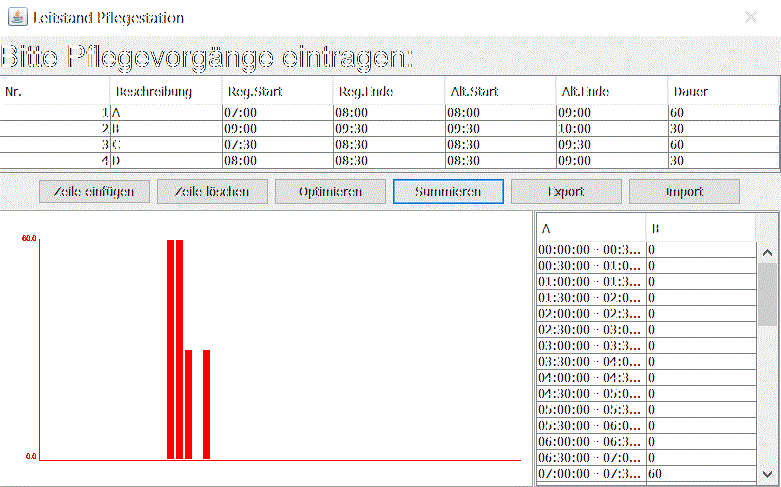 Leitstand Pflegestation
Bitte Pflegevorgänge eintragen:
Nr. Beschreibung Reg.Start Reg.Ende Alt.Start Alt.Ende Dauer
1 A 07:00 08:00 08:00 09:00 60
2 B 09:00 09:30 09:30 10:00 30
3 C 07:30 08:30 08:30 09:30 60
4 D 08:00 08:30 08:30 09:00 30
Zeile einfügen Zeile löschen Optimieren Summieren Export Import
60.0
0.0
A B
00:00:00 - 00:3... 0
00:30:00 - 01:0... 0
01:00:00 - 01:3... 0
01:30:00 - 02:0... 0
02:00:00 - 02:3... 0
02:30:00 - 03:0... 0
03:00:00 - 03:3... 0
03:30:00 - 04:0... 0
04:00:00 - 04:3... 0
04:30:00 - 05:0... 0
05:00:00 - 05:3... 0
05:30:00 - 06:0... 0
06:00:00 - 06:3... 0
06:30:00 - 07:0... 0
07:00:00 - 07:3... 60